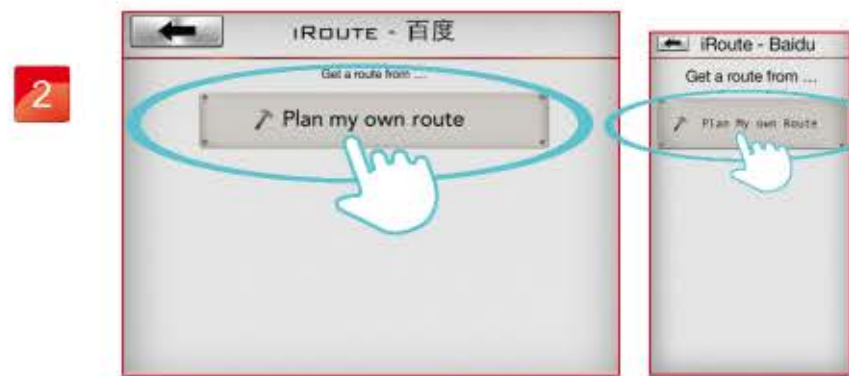 2
iRoute - 百度
Get a route from ...
Plan my own route
iRoute - Baidu
Get a route from ...
Plan My own Route